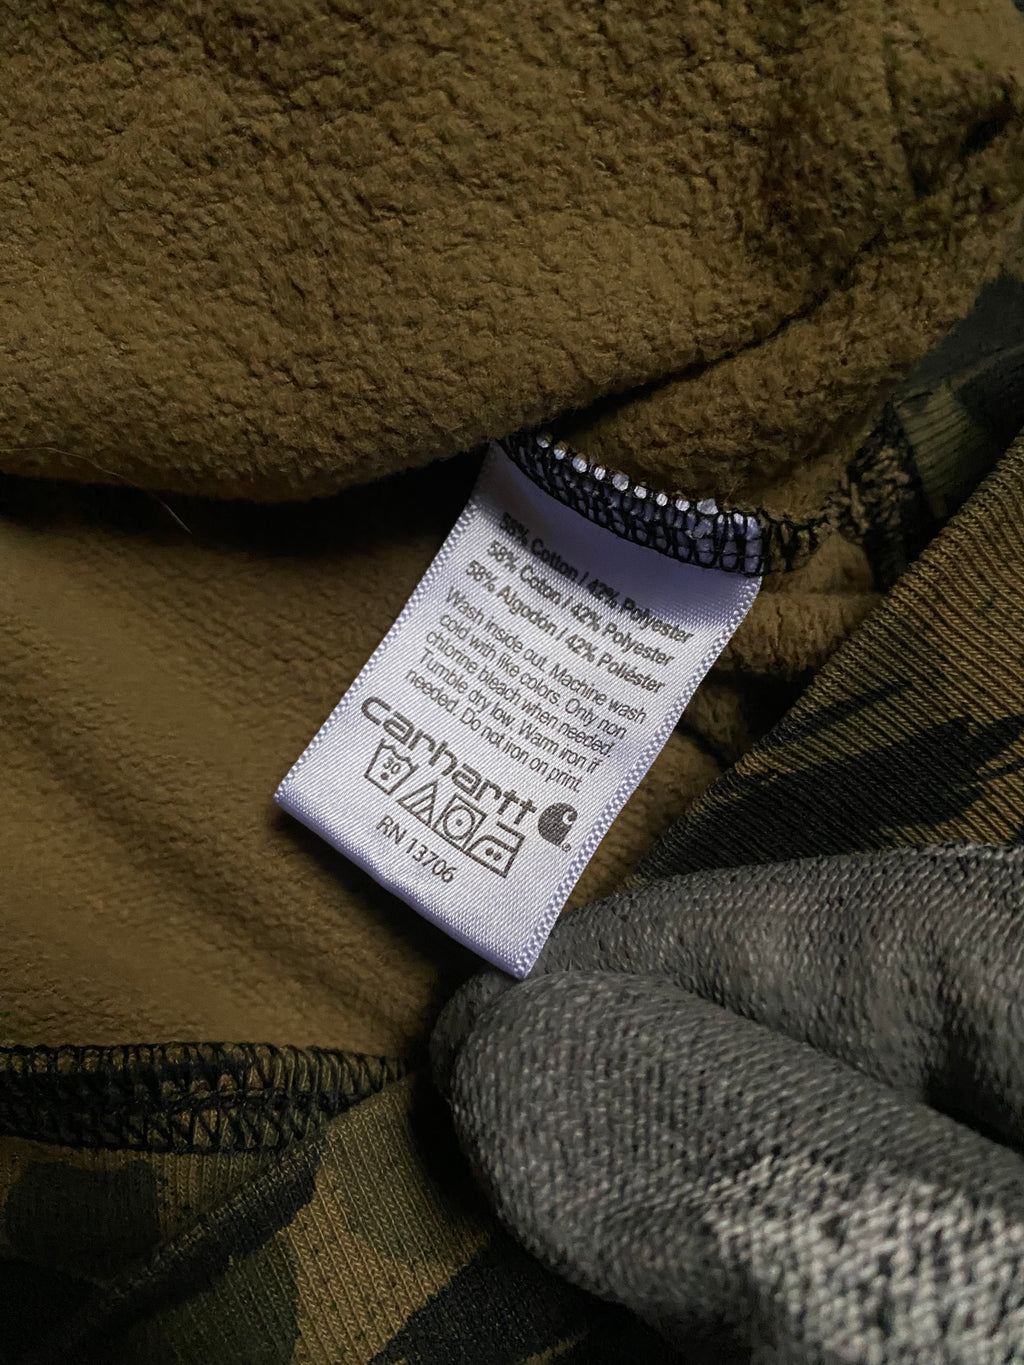 58% Cotton / 42% Polyester
58% Coton / 42% Polyester
58% Algodon / 42% Poliéster
Wash inside out. Machine wash
cold with like colors. Only non
chlorine bleach when needed.
Tumble dry low. Warm iron if
needed. Do not iron on print.
carhartt
30
RN 13706